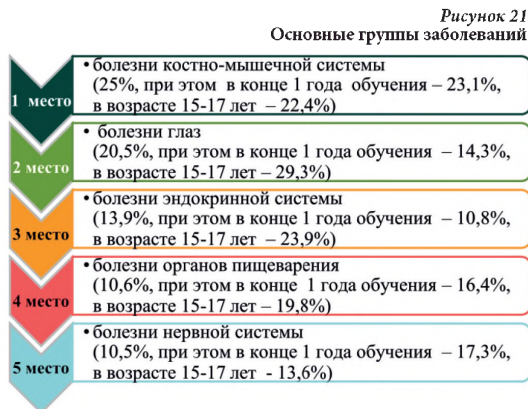 Рисунок 21
Основные группы заболеваний
1 место
• болезни костно-мышечной системы
(25%, при этом в конце 1 года обучения – 23,1%,
в возрасте 15-17 лет – 22,4%)
2 место
• болезни глаз
(20,5%, при этом в конце 1 года обучения – 14,3%,
в возрасте 15-17 лет – 29,3%)
3 место
• болезни эндокринной системы
(13,9%, при этом в конце 1 года обучения – 10,8%,
в возрасте 15-17 лет – 23,9%)
4 место
• болезни органов пищеварения
(10,6%, при этом в конце 1 года обучения – 16,4%,
в возрасте 15-17 лет – 19,8%)
5 место
• болезни нервной системы
(10,5%, при этом в конце 1 года обучения – 17,3%,
в возрасте 15-17 лет - 13,6%)